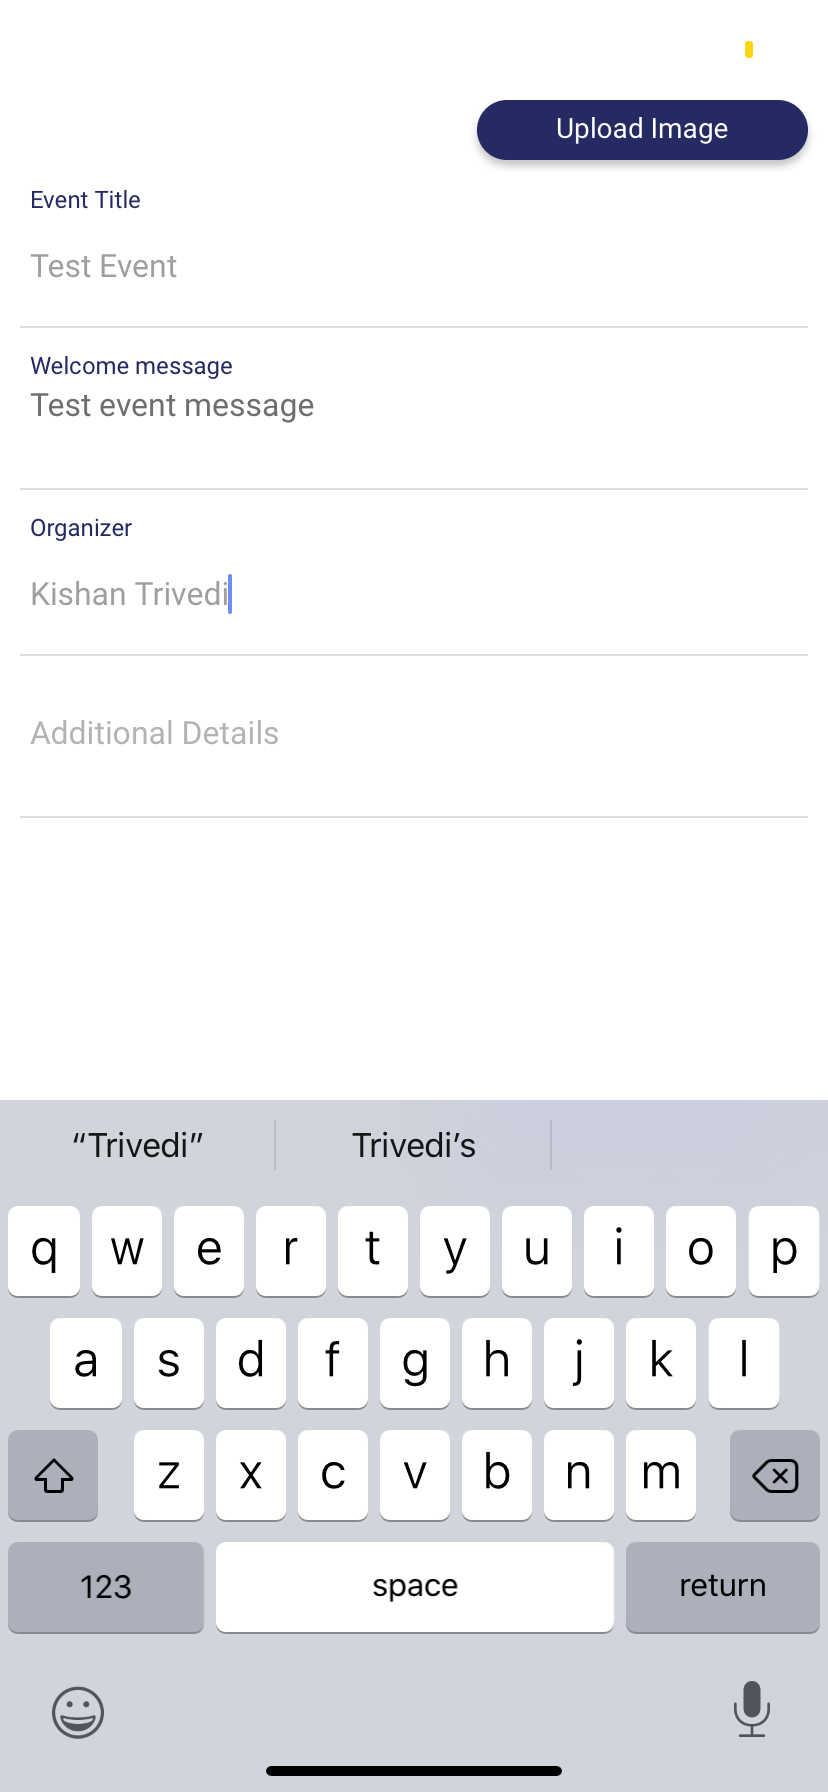 Upload Image
Event Title
Test Event
Welcome message
Test event message
Organizer
Kishan Trivedi
Additional Details
“Trivedi” Trivedi’s
q w e r t y u i o p
a s d f g h j k l
z x c v b n m
123 space return